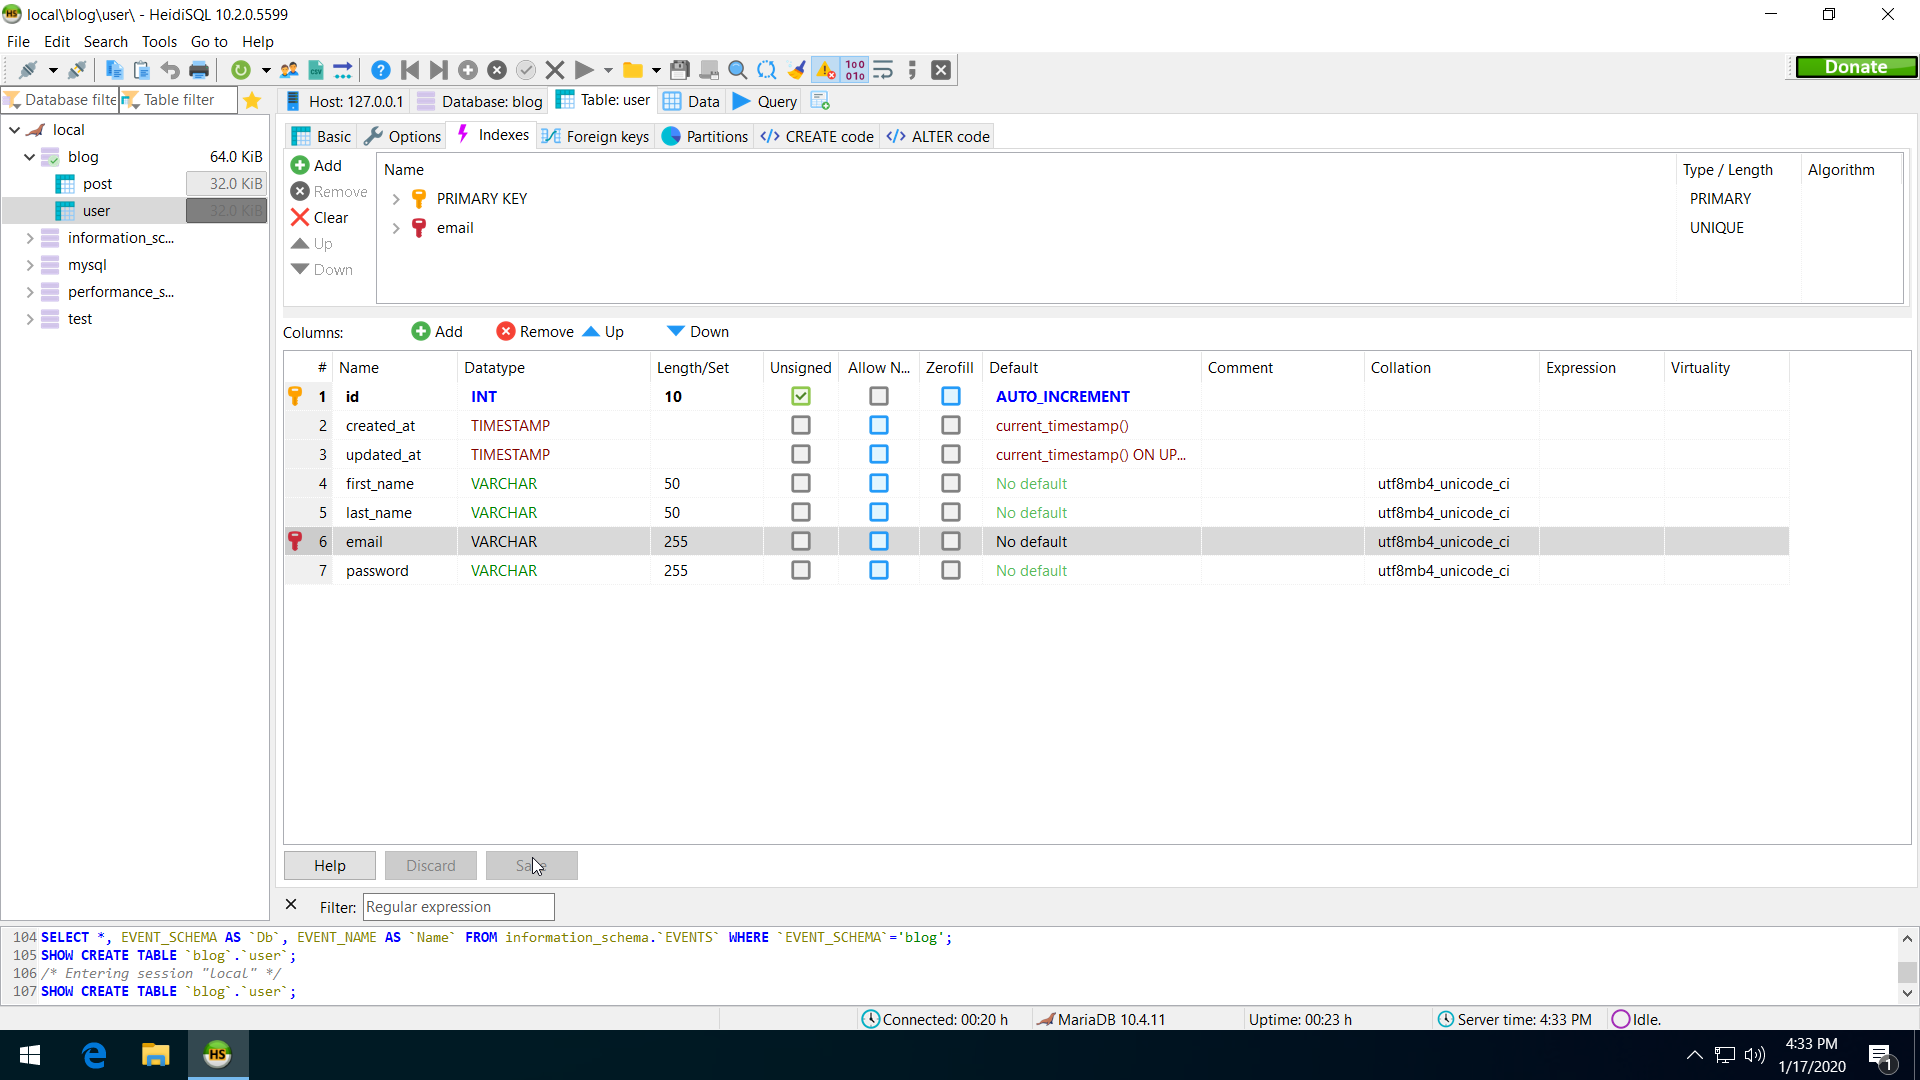 local\blog\user\ - HeidiSQL 10.2.0.5599
File Edit Search Tools Go to Help
Donate
Database filte Table filter
Host: 127.0.0.1 Database: blog Table: user Data Query
local
blog 64.0 KiB
post 32.0 KiB
user 32.0 KiB
information_sc...
mysql
performance_s...
test
Basic Options Indexes Foreign keys Partitions CREATE code ALTER code
Add
Remove
Clear
Up
Down
Name Type / Length Algorithm
PRIMARY KEY PRIMARY
email UNIQUE
Columns: Add Remove Up Down
# Name Datatype Length/Set Unsigned Allow N... Zerofill Default Comment Collation Expression Virtuality
1 id INT 10 AUTO_INCREMENT
2 created_at TIMESTAMP current_timestamp()
3 updated_at TIMESTAMP current_timestamp() ON UP...
4 first_name VARCHAR 50 No default utf8mb4_unicode_ci
5 last_name VARCHAR 50 No default utf8mb4_unicode_ci
6 email VARCHAR 255 No default utf8mb4_unicode_ci
7 password VARCHAR 255 No default utf8mb4_unicode_ci
Help Discard Save
Filter: Regular expression
104 SELECT *, EVENT_SCHEMA AS `Db`, EVENT_NAME AS `Name` FROM information_schema.`EVENTS` WHERE `EVENT_SCHEMA`='blog';
105 SHOW CREATE TABLE `blog`.`user`;
106 /* Entering session "local" */
107 SHOW CREATE TABLE `blog`.`user`;
Connected: 00:20 h MariaDB 10.4.11 Uptime: 00:23 h Server time: 4:33 PM Idle.
4:33 PM
1/17/2020
1